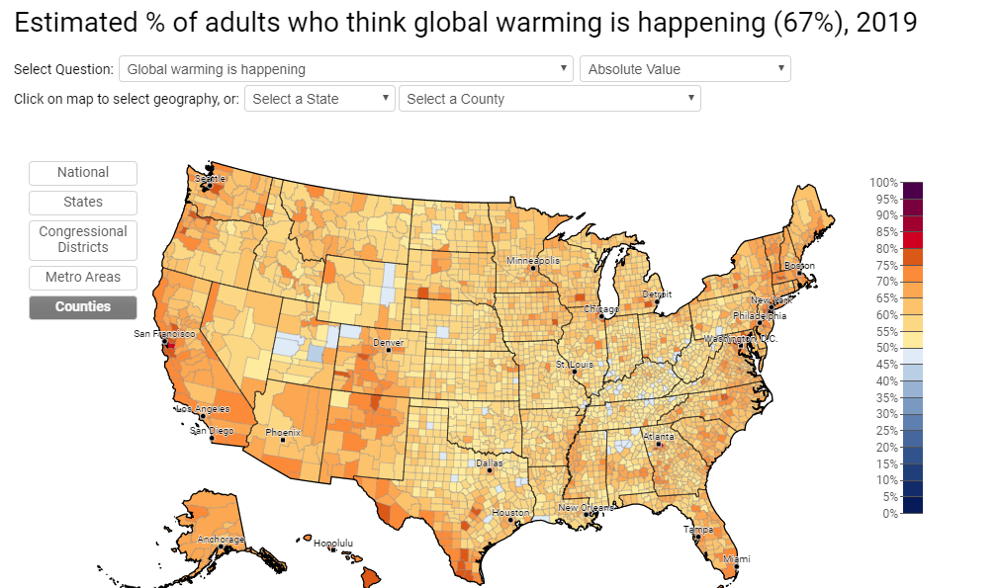 Estimated % of adults who think global warming is happening (67%), 2019
Select Question: Global warming is happening Absolute Value
Click on map to select geography, or: Select a State Select a County
National
States
Congressional
Districts
Metro Areas
Counties
Seattle
Minneapolis
Boston
Detroit
New York
Chicago
Philadelphia
San Francisco
Washington, D.C.
Denver
St. Louis
Los Angeles
San Diego
Phoenix
Atlanta
Dallas
New Orleans
Houston
Tampa
Anchorage
Honolulu
Miami
100%
95%
90%
85%
80%
75%
70%
65%
60%
55%
50%
45%
40%
35%
30%
25%
20%
15%
10%
5%
0%